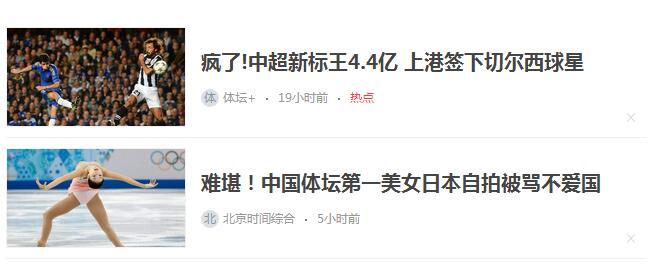 疯了!中超新标王4.4亿 上港签下切尔西球星
体 体坛+ · 19小时前 · 热点
难堪！中国体坛第一美女日本自拍被骂不爱国
北 北京时间综合 · 5小时前